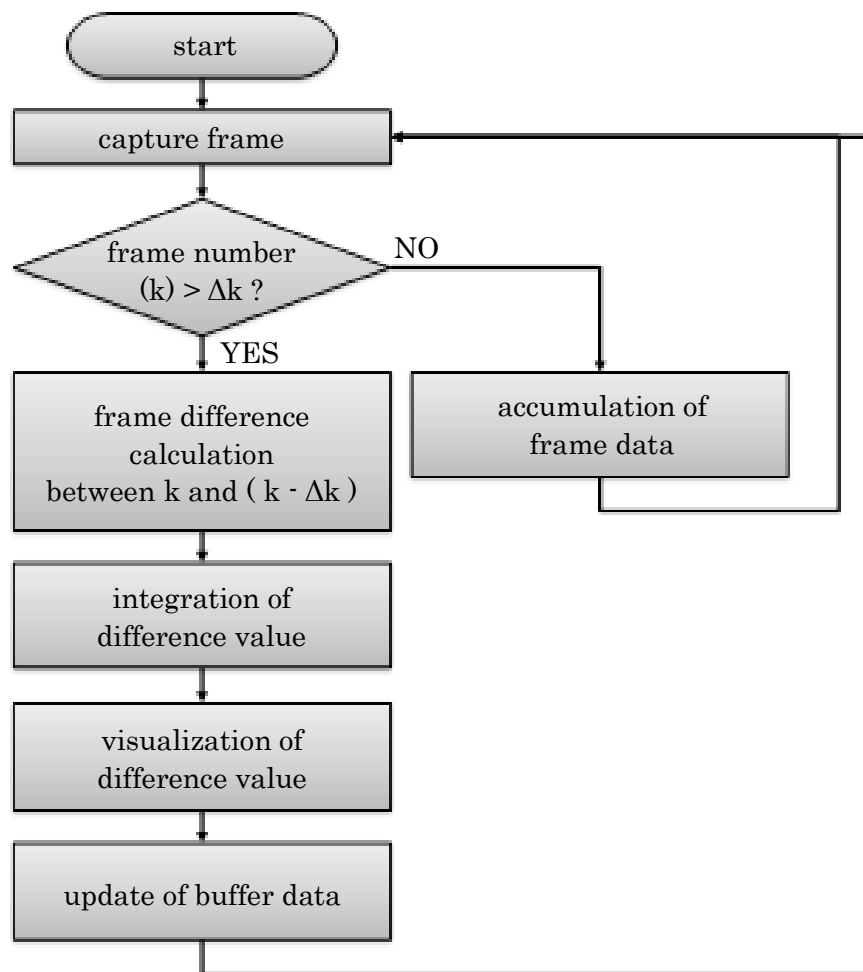 start
capture frame
frame number
(k) > Δk ?
NO
YES
frame difference
calculation
between k and ( k - Δk )
accumulation of
frame data
integration of
difference value
visualization of
difference value
update of buffer data